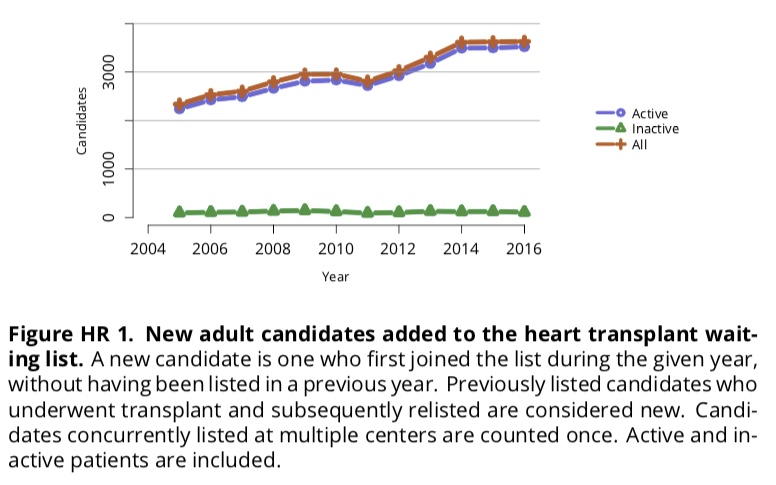 3000
Candidates
1000
0
Active
Inactive
All
2004 2006 2008 2010 2012 2014 2016
Year
Figure HR 1. New adult candidates added to the heart transplant wait-
ing list. A new candidate is one who first joined the list during the given year,
without having been listed in a previous year. Previously listed candidates who
underwent transplant and subsequently relisted are considered new. Candi-
dates concurrently listed at multiple centers are counted once. Active and in-
active patients are included.